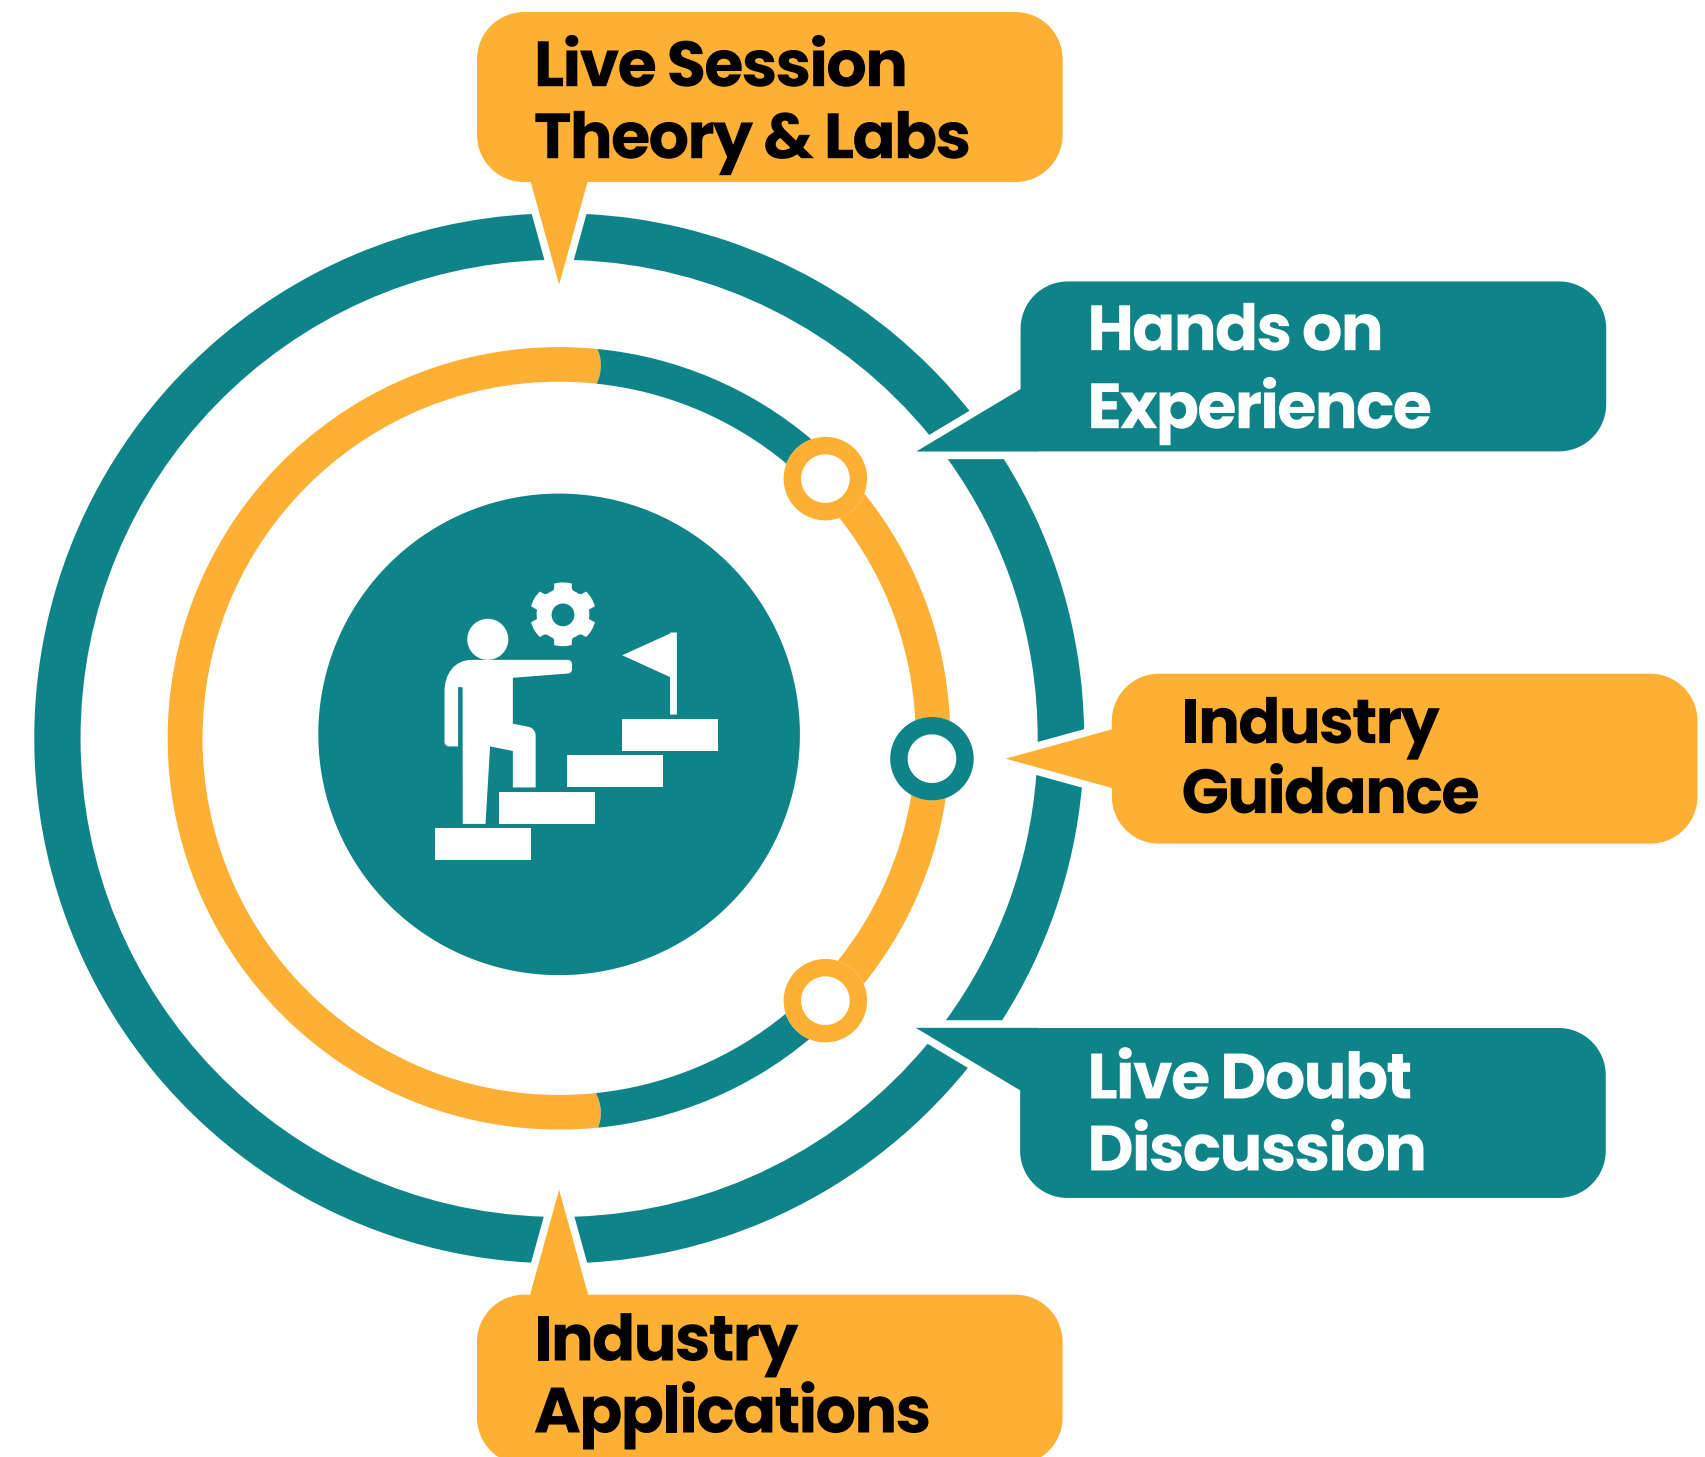 Live Session
Theory & Labs
Hands on
Experience
Industry
Guidance
Live Doubt
Discussion
Industry
Applications